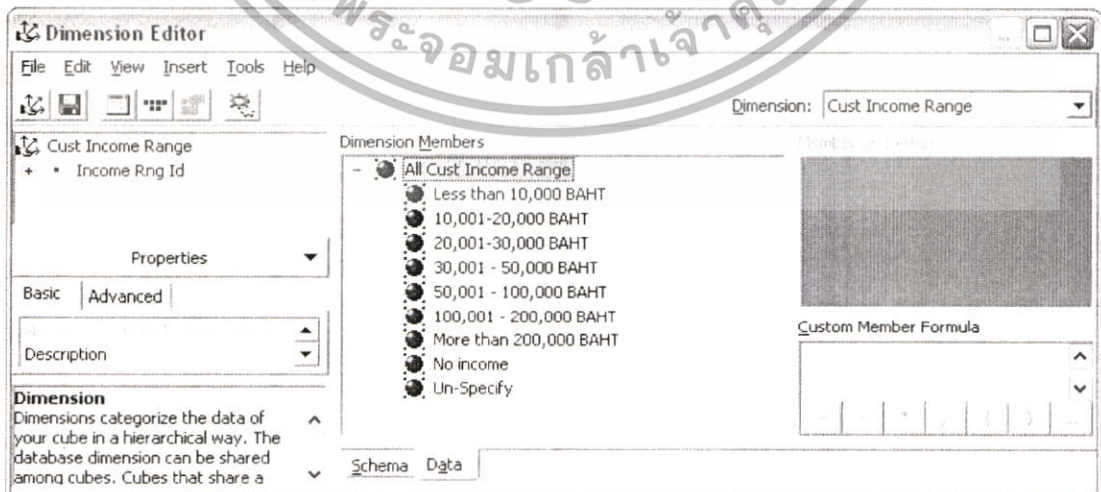 พระจอมเกล้าเจ้าคุณ
Dimension Editor
File Edit View Insert Tools Help
Dimension: Cust Income Range
Cust Income Range
Income Rng Id
Properties
Basic Advanced
Description
Dimension
Dimensions categorize the data of
your cube in a hierarchical way. The
database dimension can be shared
among cubes. Cubes that share a
Dimension Members
All Cust Income Range
Less than 10,000 BAHT
10,001-20,000 BAHT
20,001-30,000 BAHT
30,001 - 50,000 BAHT
50,001 - 100,000 BAHT
100,001 - 200,000 BAHT
More than 200,000 BAHT
No income
Un-Specify
Schema Data
Custom Member Formula